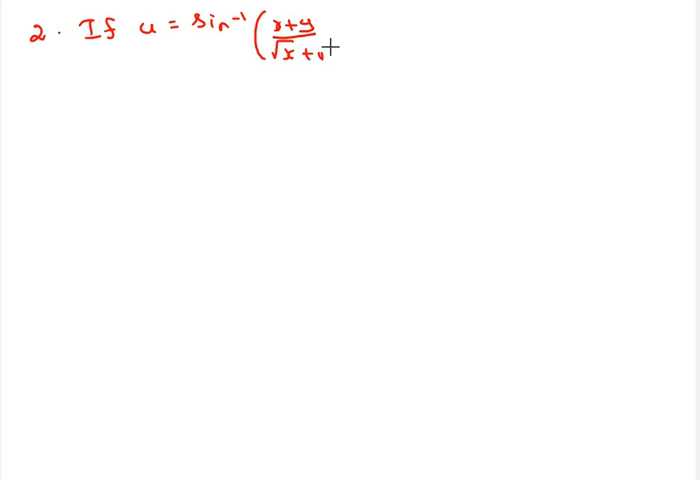 2. If u = sin⁻¹ (x+y / √x +